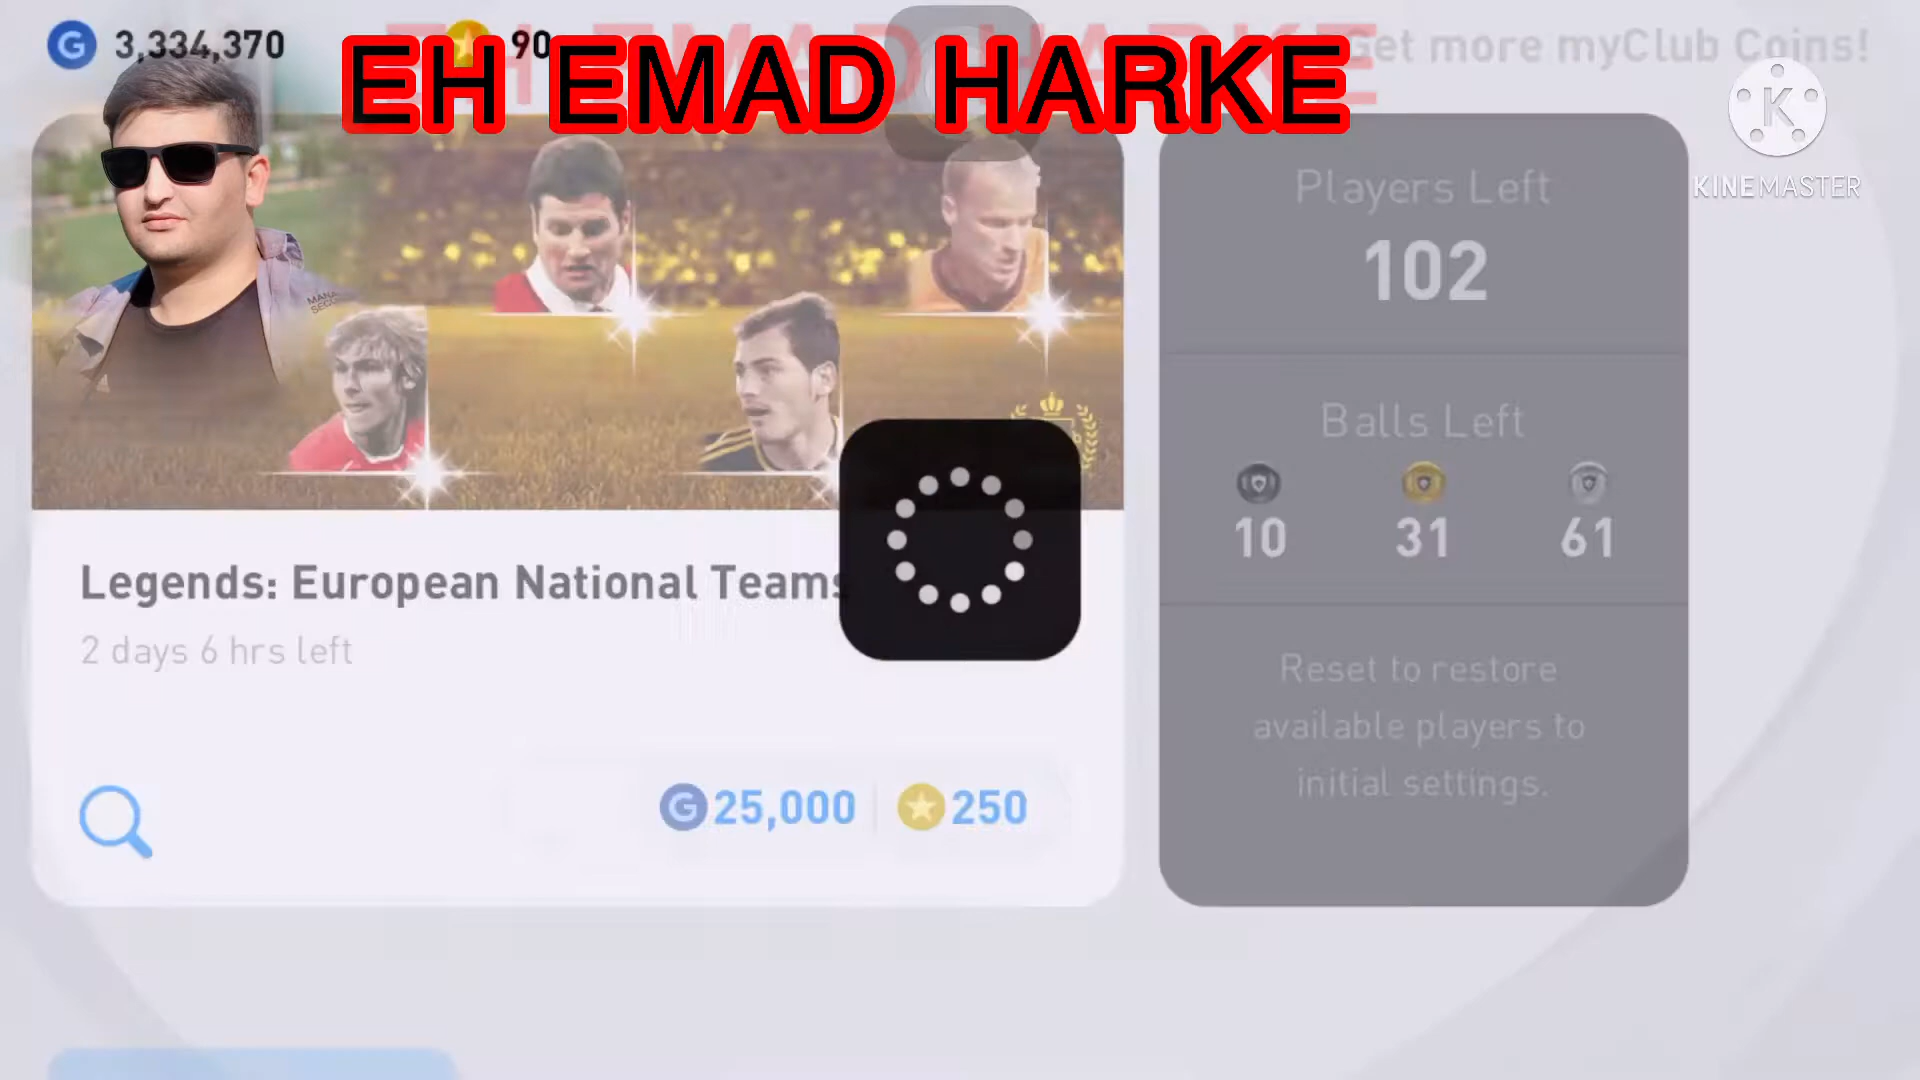 3,334,370
90
EH EMAD HARKE
Get more myClub Coins!
KINEMASTER
Players Left
102
Balls Left
10 31 61
Reset to restore
available players to
initial settings.
Legends: European National Teams
2 days 6 hrs left
25,000 250